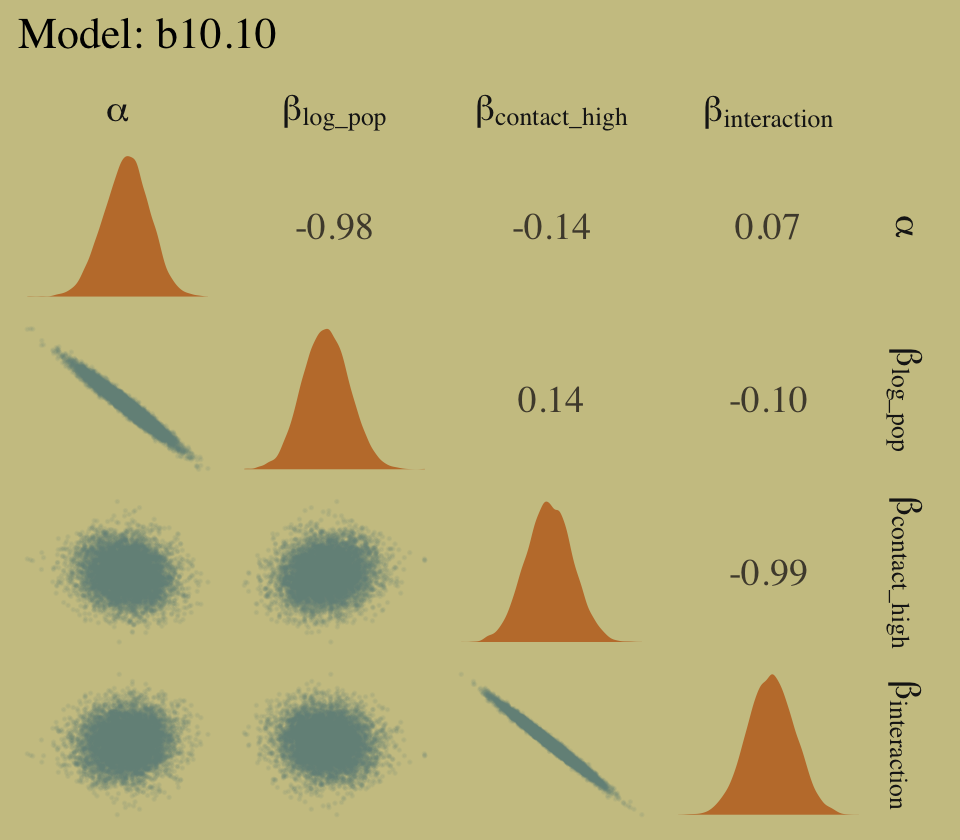 Model: b10.10
α βlog_pop βcontact_high βinteraction
-0.98 -0.14 0.07 α
0.14 -0.10 βlog_pop
-0.99 βcontact_high
βinteraction